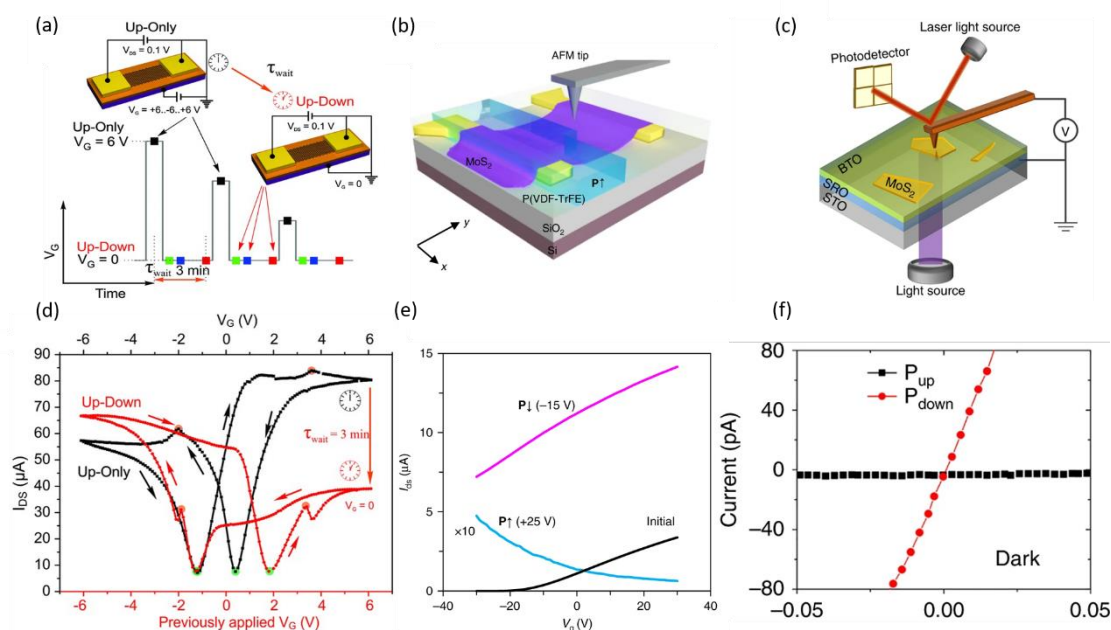 (a)
Up-Only
V_DS = 0.1 V
V_G = +6..-6..+6 V
τ_wait
Up-Down
V_DS = 0.1 V
V_G = 0
Up-Only
V_G = 6 V
V_G
Up-Down
V_G = 0
τ_wait 3 min
Time
(b)
AFM tip
MoS₂
P↑
P(VDF-TrFE)
SiO₂
Si
y
x
(c)
Laser light source
Photodetector
V
BTO
SRO
STO
MoS₂
Light source
(d)
V_G (V)
-6 -4 -2 0 2 4 6
90
80
70
60
50
40
30
20
10
0
I_DS (µA)
Up-Down
Up-Only
τ_wait = 3 min
V_G = 0
-6 -4 -2 0 2 4 6
Previously applied V_G (V)
(e)
15
10
5
0
I_ds (µA)
P↓ (−15 V)
P↑ (+25 V)
×10
Initial
−40 −20 0 20 40
V_g (V)
(f)
80
40
0
−40
−80
Current (pA)
P_up
P_down
Dark
-0.05 0.00 0.05